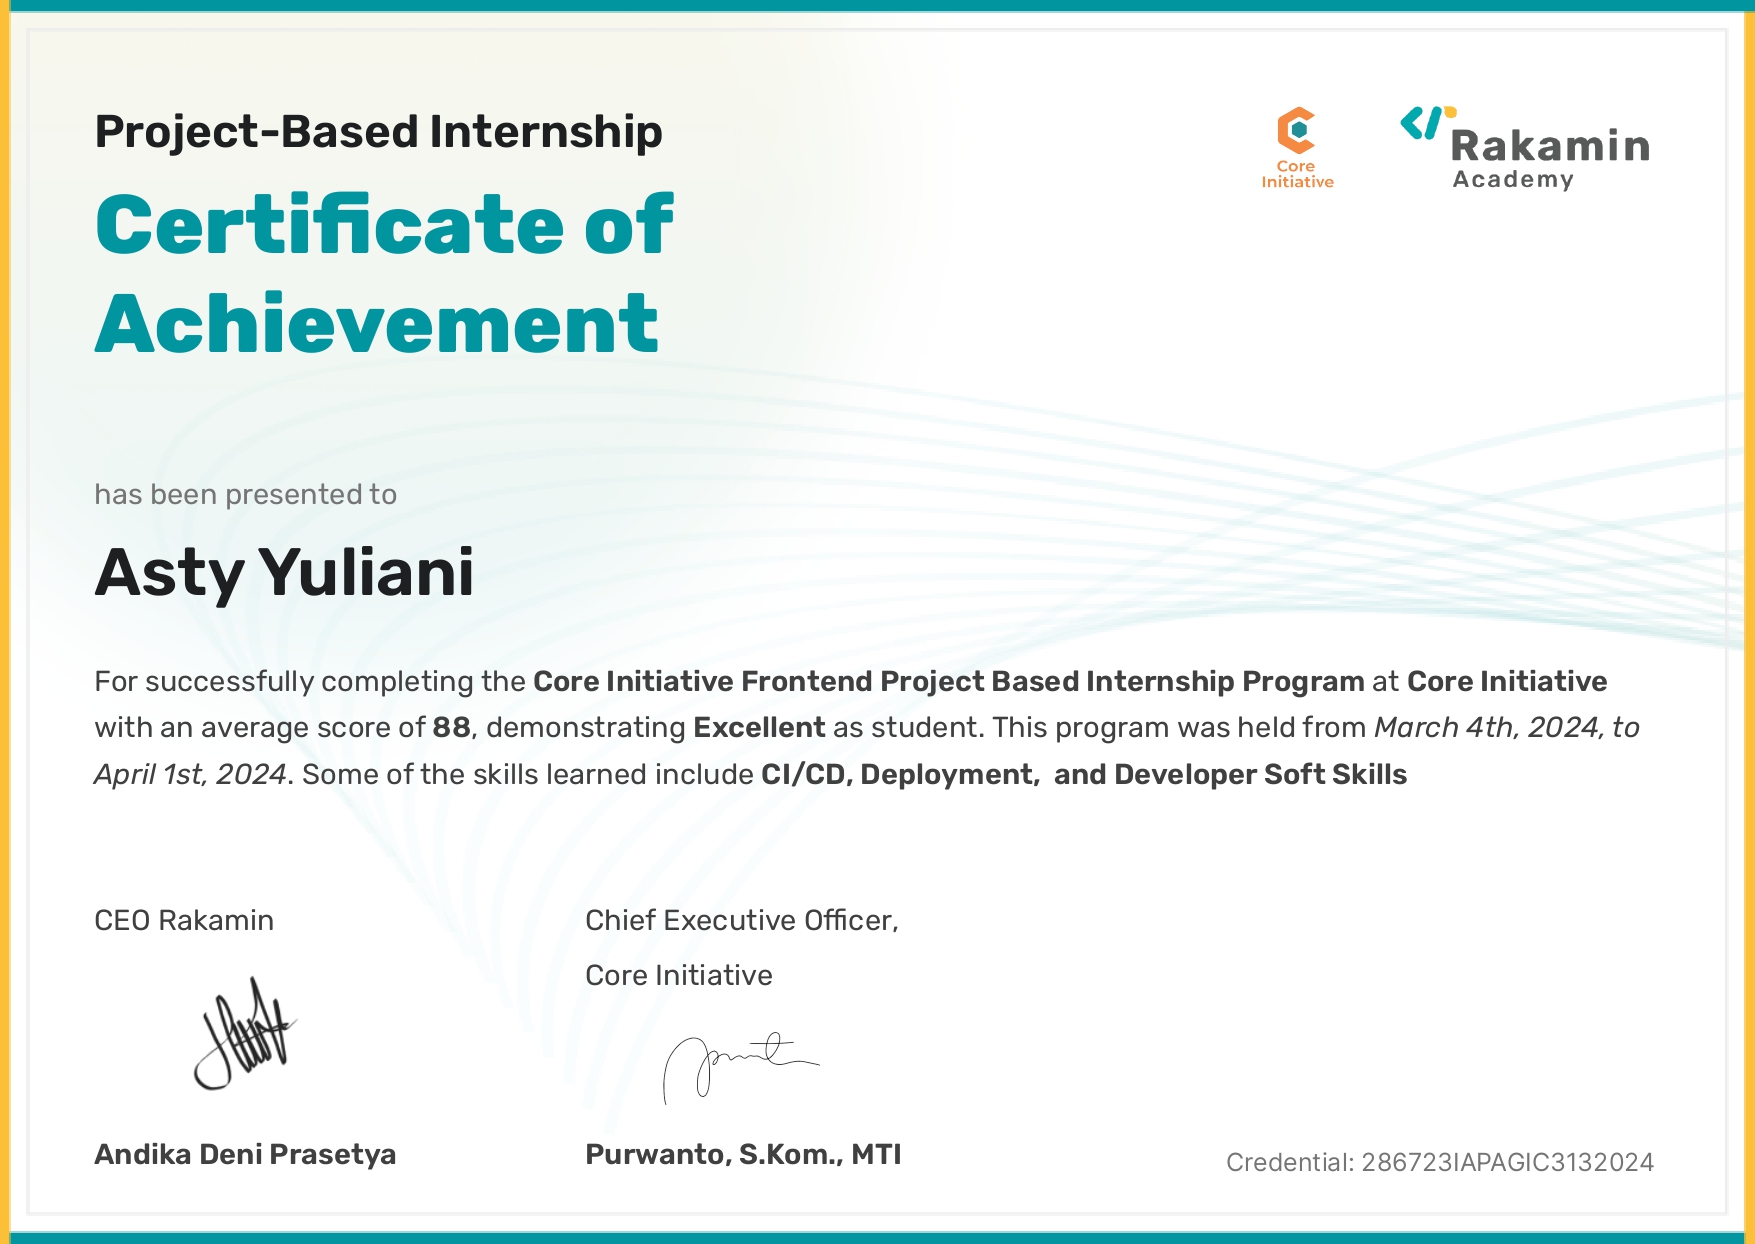 Project-Based Internship
Certificate of
Achievement
Core
Initiative
Rakamin
Academy
has been presented to
Asty Yuliani
For successfully completing the Core Initiative Frontend Project Based Internship Program at Core Initiative
with an average score of 88, demonstrating Excellent as student. This program was held from March 4th, 2024, to
April 1st, 2024. Some of the skills learned include CI/CD, Deployment,  and Developer Soft Skills
CEO Rakamin
Andika Deni Prasetya
Chief Executive Officer,
Core Initiative
Purwanto, S.Kom., MTI
Credential: 286723IAPAGIC3132024